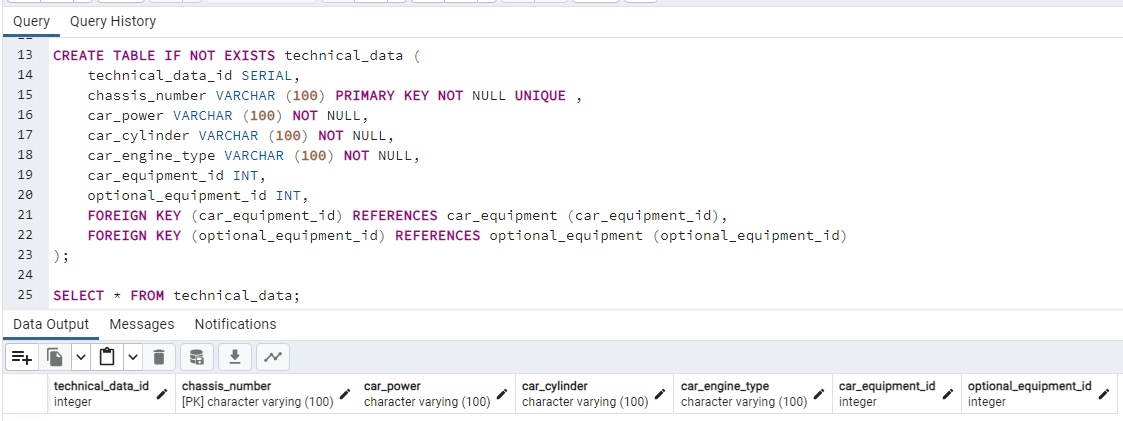 Query Query History
13 CREATE TABLE IF NOT EXISTS technical_data (
14 technical_data_id SERIAL,
15 chassis_number VARCHAR (100) PRIMARY KEY NOT NULL UNIQUE ,
16 car_power VARCHAR (100) NOT NULL,
17 car_cylinder VARCHAR (100) NOT NULL,
18 car_engine_type VARCHAR (100) NOT NULL,
19 car_equipment_id INT,
20 optional_equipment_id INT,
21 FOREIGN KEY (car_equipment_id) REFERENCES car_equipment (car_equipment_id),
22 FOREIGN KEY (optional_equipment_id) REFERENCES optional_equipment (optional_equipment_id)
23 );
24
25 SELECT * FROM technical_data;
Data Output Messages Notifications
technical_data_id chassis_number car_power car_cylinder car_engine_type car_equipment_id optional_equipment_id
integer [PK] character varying (100) character varying (100) character varying (100) character varying (100) integer integer